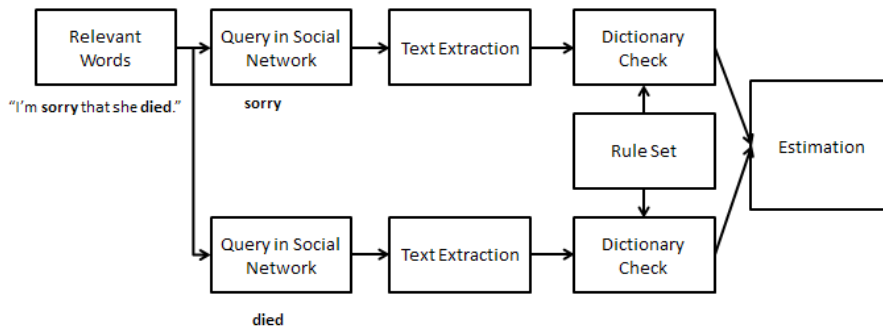 Relevant
Words
Query in Social
Network
Text Extraction
Dictionary
Check
"I'm sorry that she died."
sorry
Rule Set
Estimation
Query in Social
Network
Text Extraction
Dictionary
Check
died